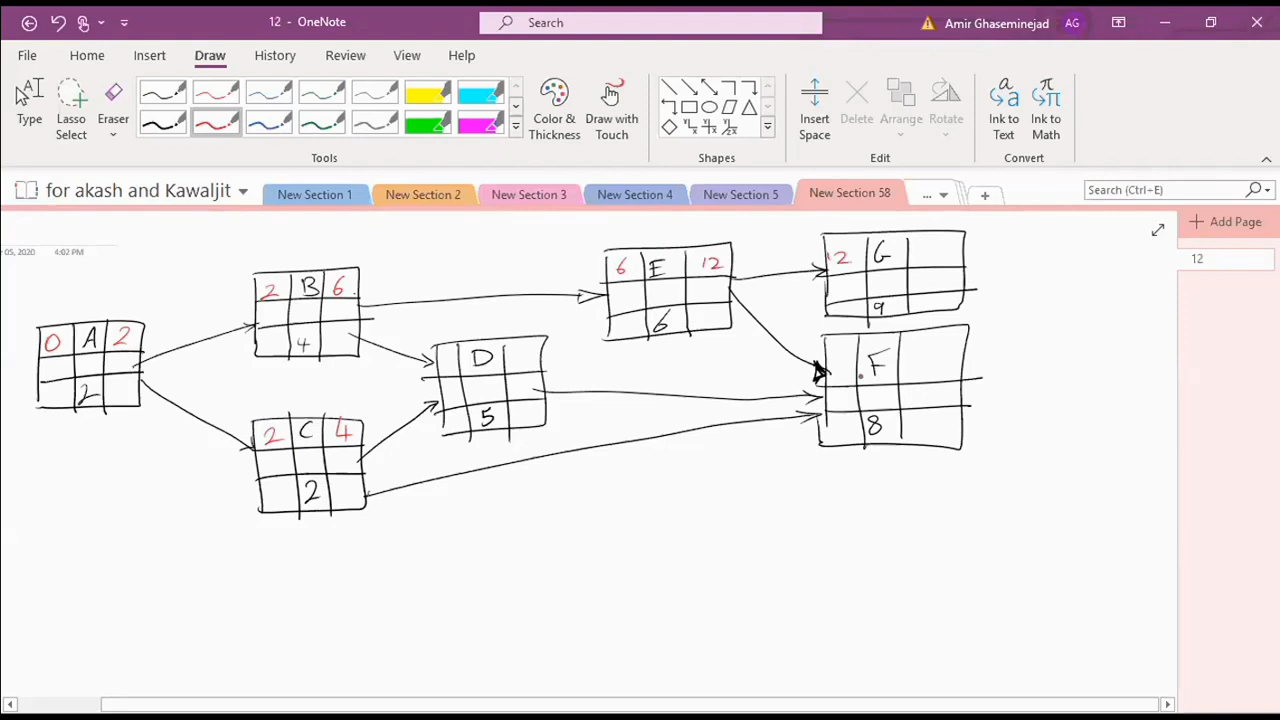 12 - OneNote
Search
Amir Ghaseminejad AG
File Home Insert Draw History Review View Help
Type
Lasso Select
Eraser
Color & Thickness
Draw with Touch
Insert Space
Delete
Arrange
Rotate
Ink to Text
Ink to Math
Tools
Shapes
Edit
Convert
for akash and Kawaljit
New Section 1
New Section 2
New Section 3
New Section 4
New Section 5
New Section 58
...
Search (Ctrl+E)
Add Page
12
05, 2020 4:02 PM
0 A 2
2
2 B 6
4
2 C 4
2
D
5
6 E 12
6
12 G
9
F
8